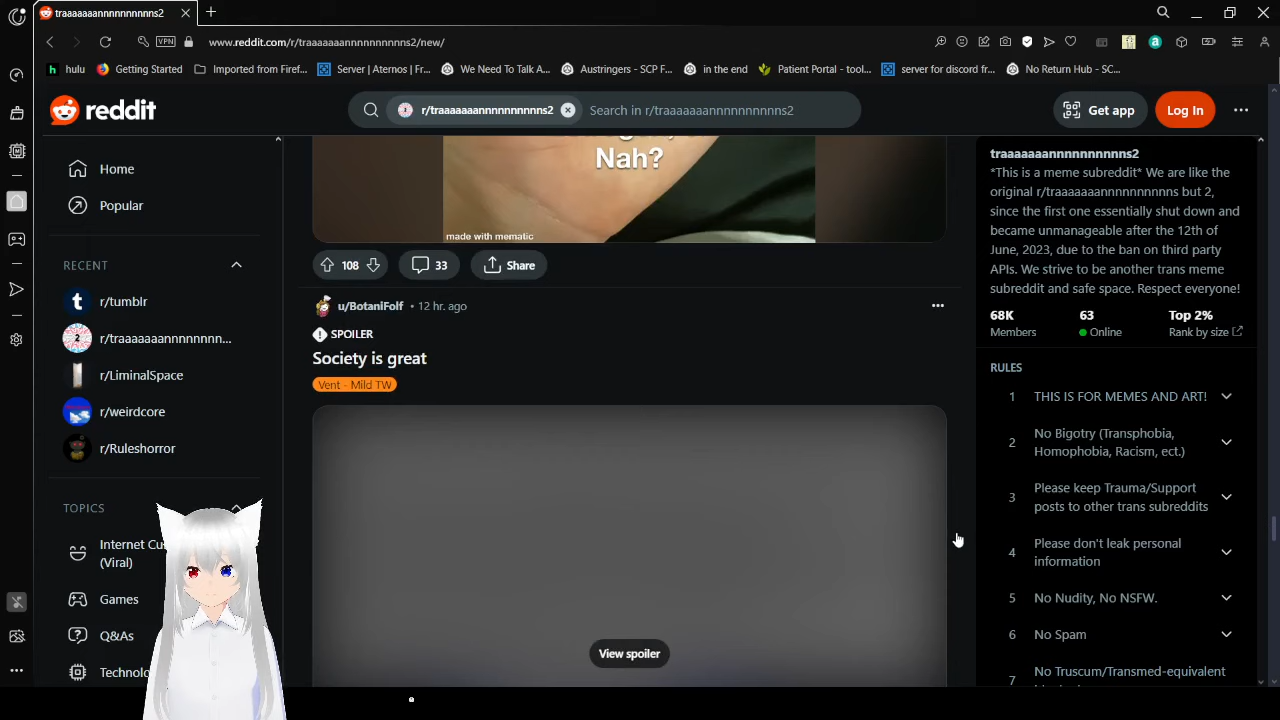 traaaaaaannnnnnnnnns2
VPN
www.reddit.com/r/traaaaaaannnnnnnnnns2/new/
hulu
Getting Started
Imported from Firef...
Server | Aternos | Fr...
We Need To Talk A...
Austringers - SCP F...
in the end
Patient Portal - tool...
server for discord fr...
No Return Hub - SC...
reddit
r/traaaaaaannnnnnnnnns2
Search in r/traaaaaaannnnnnnnnns2
Get app
Log In
Home
Popular
RECENT
r/tumblr
r/traaaaaaannnnnnn...
r/LiminalSpace
r/weirdcore
r/Ruleshorror
TOPICS
Internet Cu
(Viral)
Games
Q&As
Technolo
Nah?
made with mematic
108
33
Share
u/BotaniFolf • 12 hr. ago
SPOILER
Society is great
Vent - Mild TW
View spoiler
traaaaaaannnnnnnnnns2
*This is a meme subreddit* We are like the
original r/traaaaaaannnnnnnnnns but 2,
since the first one essentially shut down and
became unmanageable after the 12th of
June, 2023, due to the ban on third party
APIs. We strive to be another trans meme
subreddit and safe space. Respect everyone!
68K
Members
63
Online
Top 2%
Rank by size
RULES
1 THIS IS FOR MEMES AND ART!
2 No Bigotry (Transphobia,
Homophobia, Racism, ect.)
3 Please keep Trauma/Support
posts to other trans subreddits
4 Please don't leak personal
information
5 No Nudity, No NSFW.
6 No Spam
7 No Truscum/Transmed-equivalent